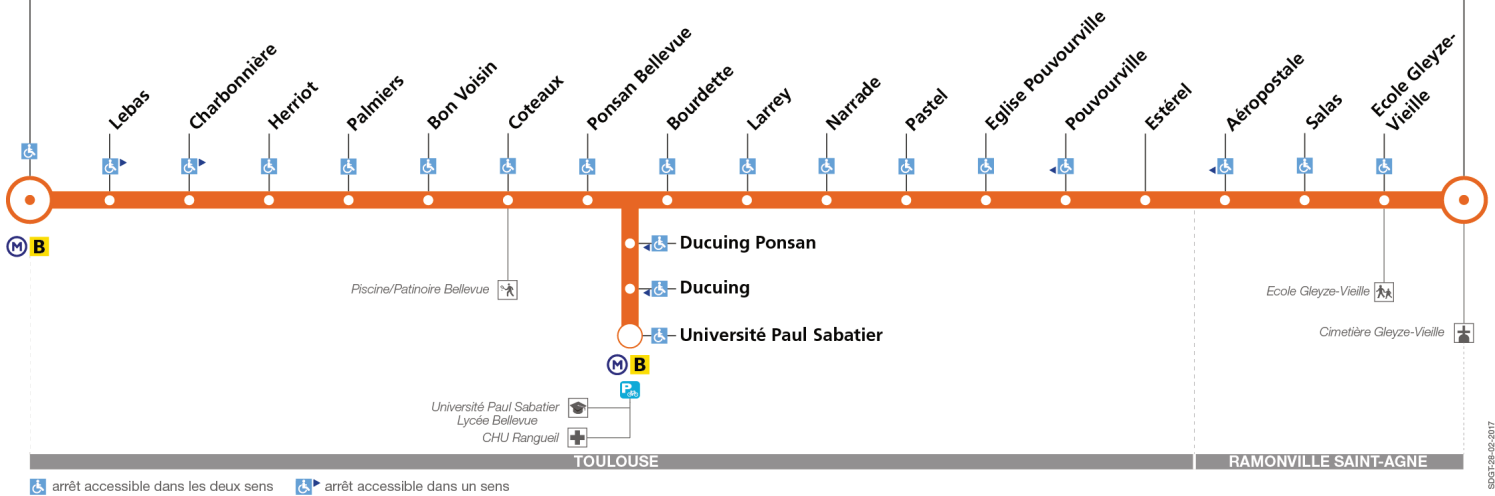 Lebas
Charbonnière
Herriot
Palmiers
Bon Voisin
Coteaux
Ponsan Bellevue
Bourdette
Larrey
Narrade
Pastel
Eglise Pouvourville
Pouvourville
Estérel
Aéropostale
Salas
Ecole Gleyze-
Vieille
M B
Ducuing Ponsan
Piscine/Patinoire Bellevue
Ducuing
Ecole Gleyze-Vieille
Université Paul Sabatier
Cimetière Gleyze-Vieille
M B
P
Université Paul Sabatier
Lycée Bellevue
CHU Rangueil
TOULOUSE
RAMONVILLE SAINT-AGNE
arrêt accessible dans les deux sens
arrêt accessible dans un sens
SDGT-28-02-2017